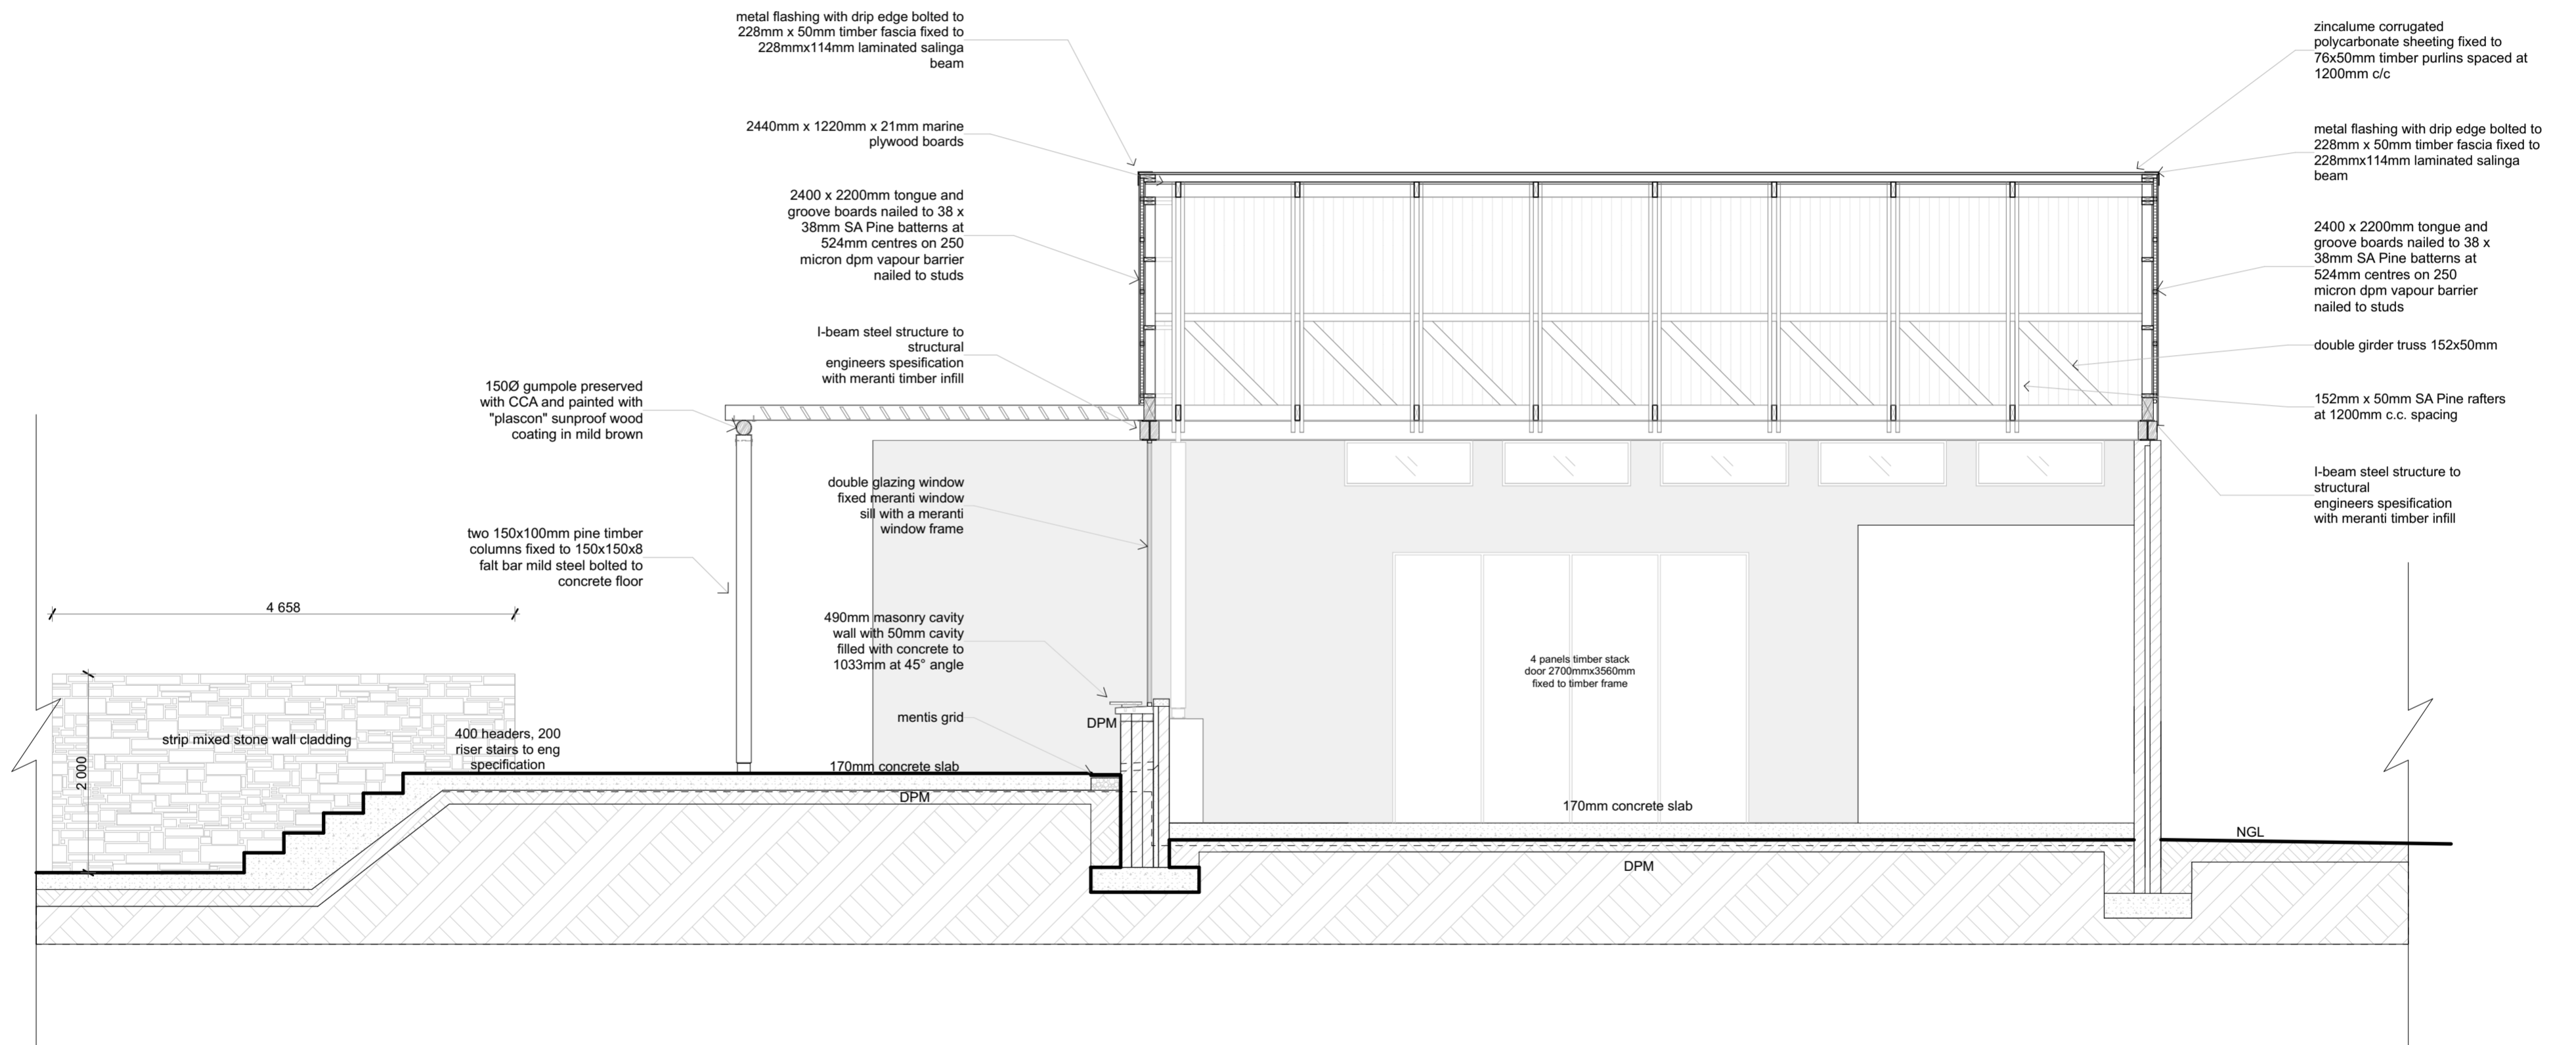 metal flashing with drip edge bolted to
228mm x 50mm timber fascia fixed to
228mmx114mm laminated salinga
beam
2440mm x 1220mm x 21mm marine
plywood boards
2400 x 2200mm tongue and
groove boards nailed to 38 x
38mm SA Pine batterns at
524mm centres on 250
micron dpm vapour barrier
nailed to studs
I-beam steel structure to
structural
engineers spesification
with meranti timber infill
150Ø gumpole preserved
with CCA and painted with
"plascon" sunproof wood
coating in mild brown
double glazing window
fixed meranti window
sill with a meranti
window frame
two 150x100mm pine timber
columns fixed to 150x150x8
falt bar mild steel bolted to
concrete floor
4 658
490mm masonry cavity
wall with 50mm cavity
filled with concrete to
1033mm at 45° angle
mentis grid
DPM
strip mixed stone wall cladding
400 headers, 200
riser stairs to eng
specification
2 000
170mm concrete slab
DPM
4 panels timber stack
door 2700mmx3560mm
fixed to timber frame
170mm concrete slab
DPM
NGL
zincalume corrugated
polycarbonate sheeting fixed to
76x50mm timber purlins spaced at
1200mm c/c
metal flashing with drip edge bolted to
228mm x 50mm timber fascia fixed to
228mmx114mm laminated salinga
beam
2400 x 2200mm tongue and
groove boards nailed to 38 x
38mm SA Pine batterns at
524mm centres on 250
micron dpm vapour barrier
nailed to studs
double girder truss 152x50mm
152mm x 50mm SA Pine rafters
at 1200mm c.c. spacing
I-beam steel structure to
structural
engineers spesification
with meranti timber infill